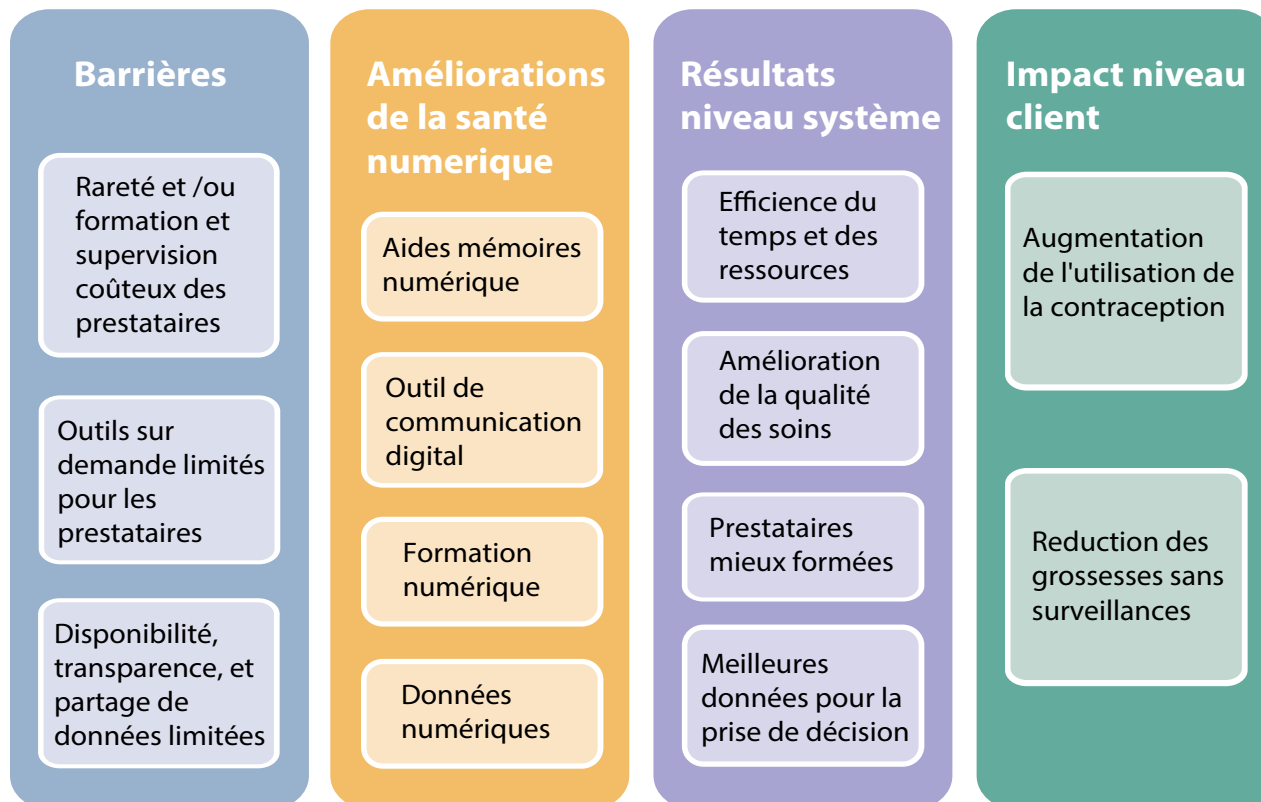 Barrières
Rareté et /ou
formation et
supervision
coûteux des
prestataires
Outils sur
demande limités
pour les
prestataires
Disponibilité,
transparence, et
partage de
données limitées
Améliorations
de la santé
numerique
Aides mémoires
numérique
Outil de
communication
digital
Formation
numérique
Données
numériques
Résultats
niveau système
Efficience du
temps et des
ressources
Amélioration
de la qualité
des soins
Prestataires
mieux formées
Meilleures
données pour la
prise de décision
Impact niveau
client
Augmentation
de l'utilisation de
la contraception
Reduction des
grossesses sans
surveillances